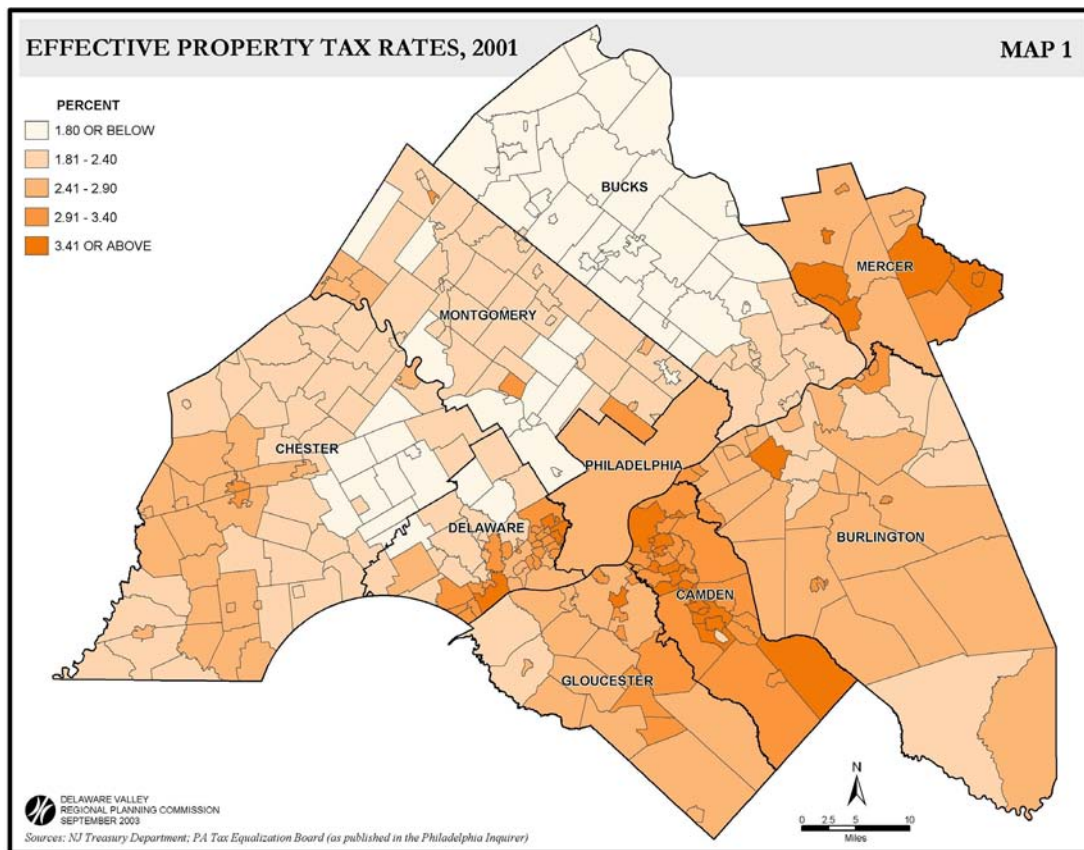 EFFECTIVE PROPERTY TAX RATES, 2001
MAP 1
PERCENT
1.80 OR BELOW
1.81 - 2.40
2.41 - 2.90
2.91 - 3.40
3.41 OR ABOVE
BUCKS
MERCER
MONTGOMERY
CHESTER
PHILADELPHIA
DELAWARE
BURLINGTON
CAMDEN
GLOUCESTER
N
0 2.5 5 10
Miles
DELAWARE VALLEY
REGIONAL PLANNING COMMISSION
SEPTEMBER 2003
Sources: NJ Treasury Department; PA Tax Equalization Board (as published in the Philadelphia Inquirer)